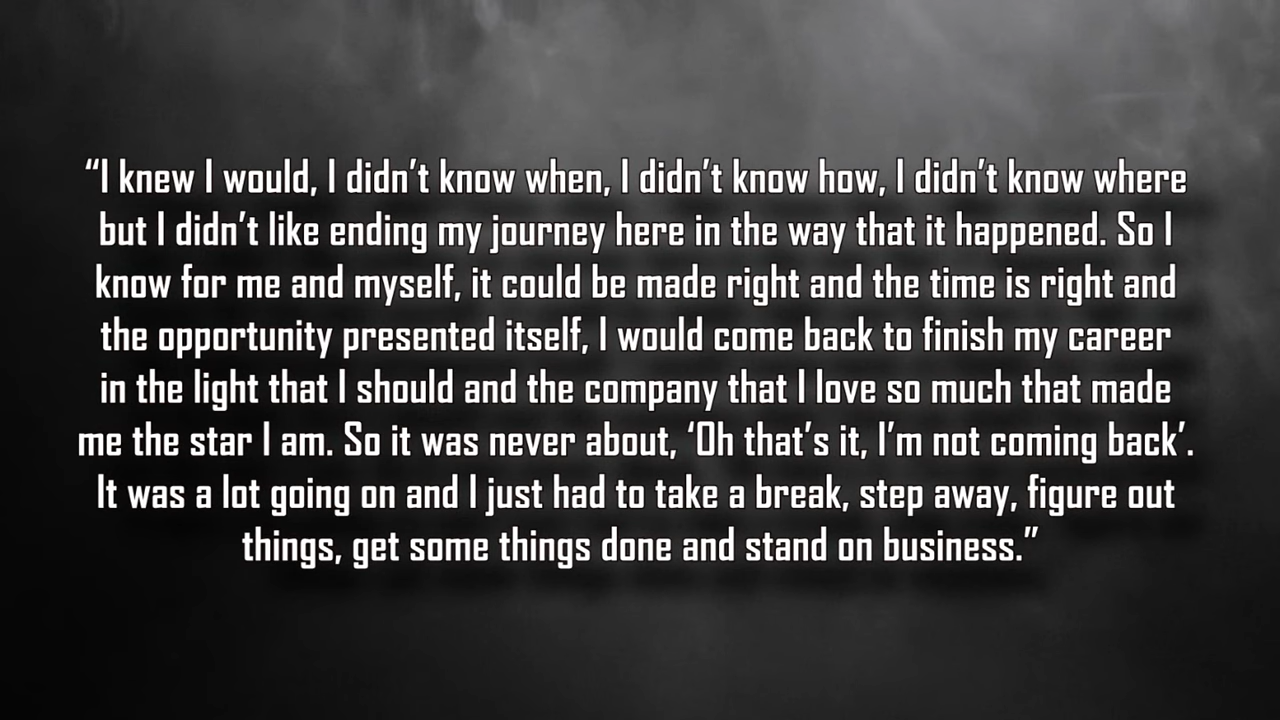 “I knew I would, I didn’t know when, I didn’t know how, I didn’t know where
but I didn’t like ending my journey here in the way that it happened. So I
know for me and myself, it could be made right and the time is right and
the opportunity presented itself, I would come back to finish my career
in the light that I should and the company that I love so much that made
me the star I am. So it was never about, ‘Oh that’s it, I’m not coming back’.
It was a lot going on and I just had to take a break, step away, figure out
things, get some things done and stand on business.”